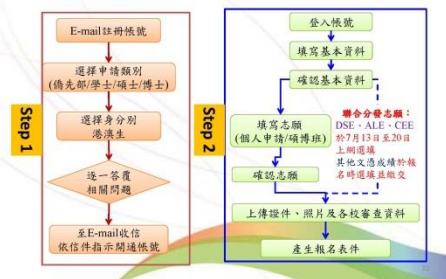 Step 1
E-mail註冊帳號
選擇申請類別
(僑先部/學士/碩士/博士)
選擇身分別
港澳生
逐一答覆
相關問題
至E-mail收信
依信件指示開通帳號
Step 2
登入帳號
填寫基本資料
確認基本資料
填寫志願
(個人申請/碩博班)
確認志願
聯合分發志願：
DSE、ALE、CEE
於7月13日至20日
上網選填
其他文憑成績於報
名時選填並繳交
上傳證件、照片及各校審查資料
產生報名表件